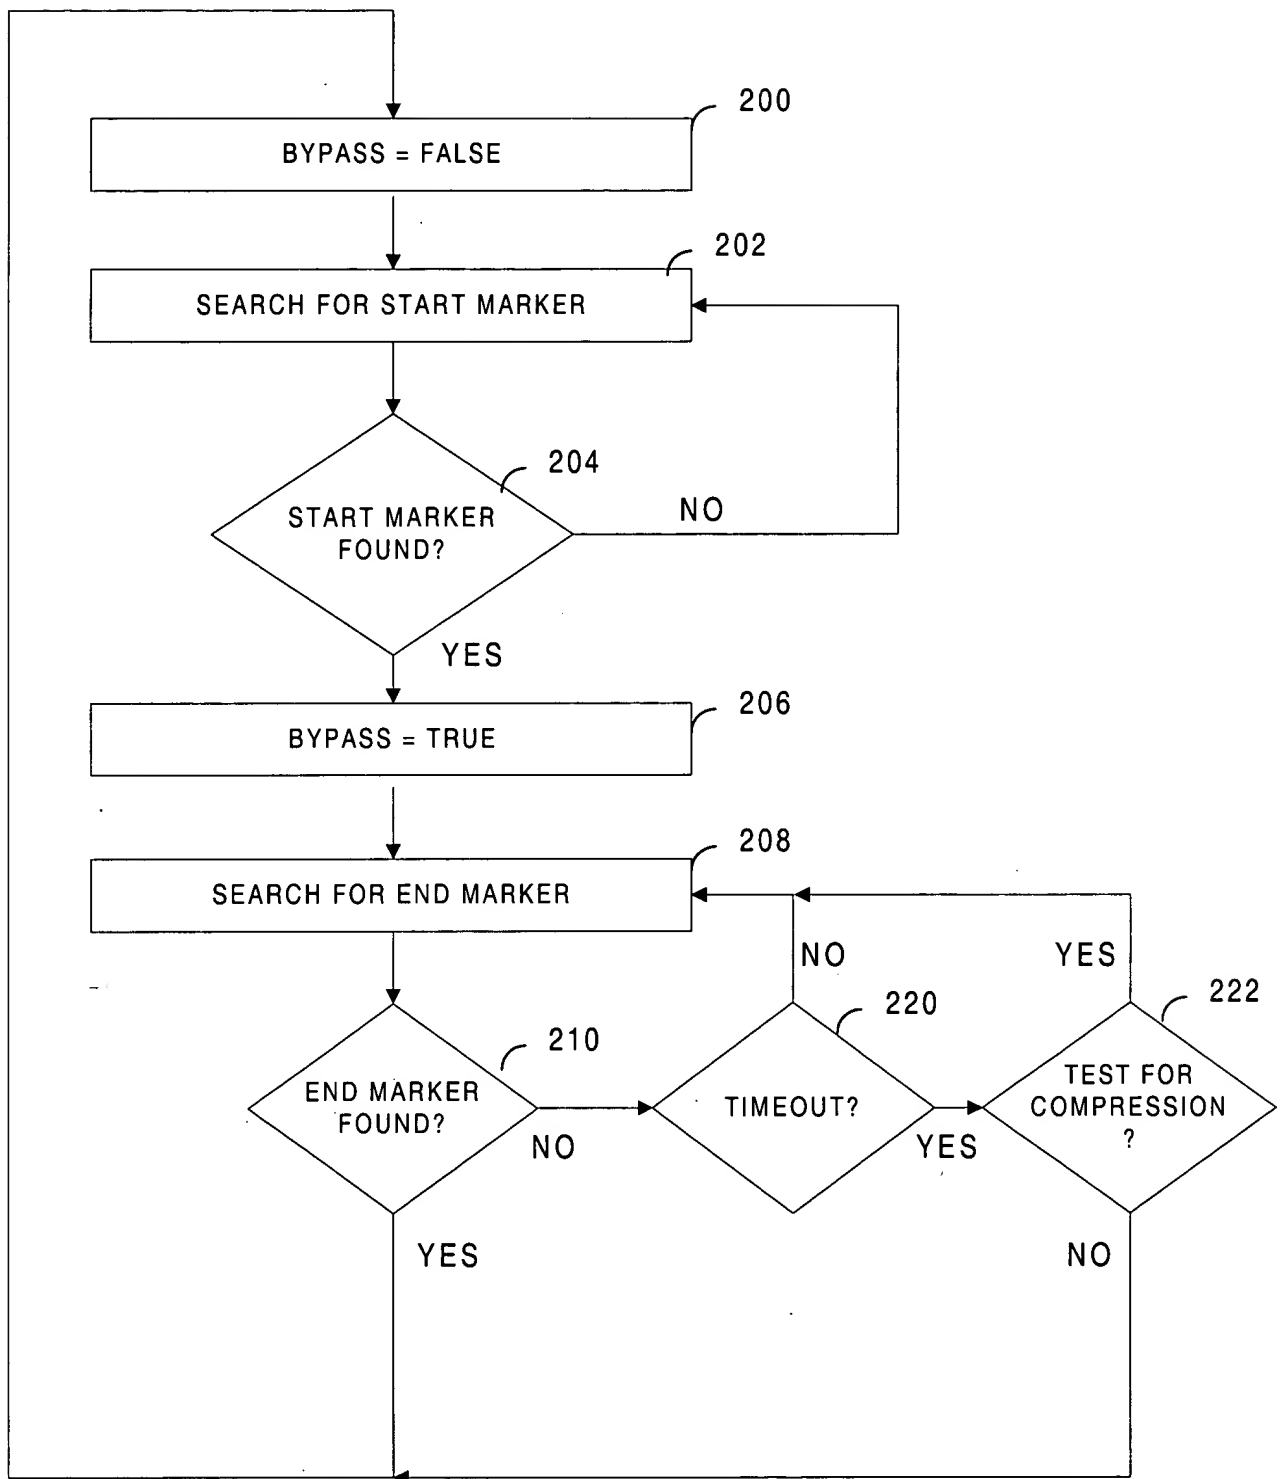 200
BYPASS = FALSE
202
SEARCH FOR START MARKER
204
START MARKER
FOUND?
NO
YES
206
BYPASS = TRUE
208
SEARCH FOR END MARKER
NO
YES
220
222
210
END MARKER
FOUND?
NO
TIMEOUT?
YES
TEST FOR
COMPRESSION
?
YES
NO